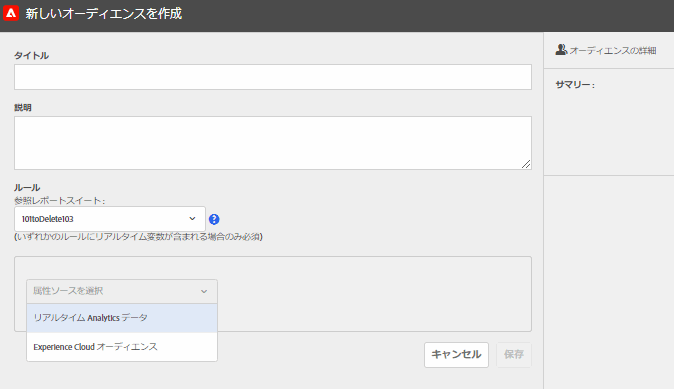 新しいオーディエンスを作成
タイトル
説明
ルール
参照レポートスイート :
101toDelete103
(いずれかのルールにリアルタイム変数が含まれる場合のみ必須)
属性ソースを選択
リアルタイム Analytics データ
Experience Cloud オーディエンス
キャンセル 保存
オーディエンスの詳細
サマリー :